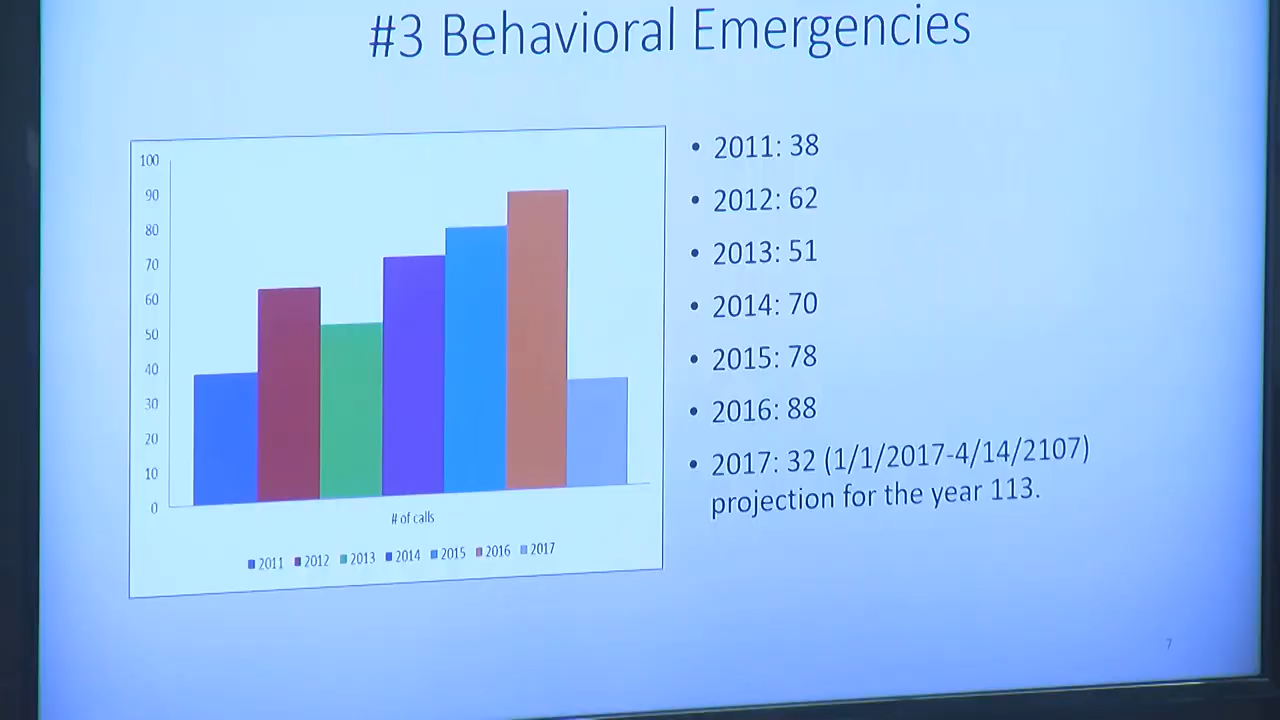 #3 Behavioral Emergencies
100
90
80
70
60
50
40
30
20
10
0
# of calls
2011 2012 2013 2014 2015 2016 2017
• 2011: 38
• 2012: 62
• 2013: 51
• 2014: 70
• 2015: 78
• 2016: 88
• 2017: 32 (1/1/2017-4/14/2107)
projection for the year 113.
7